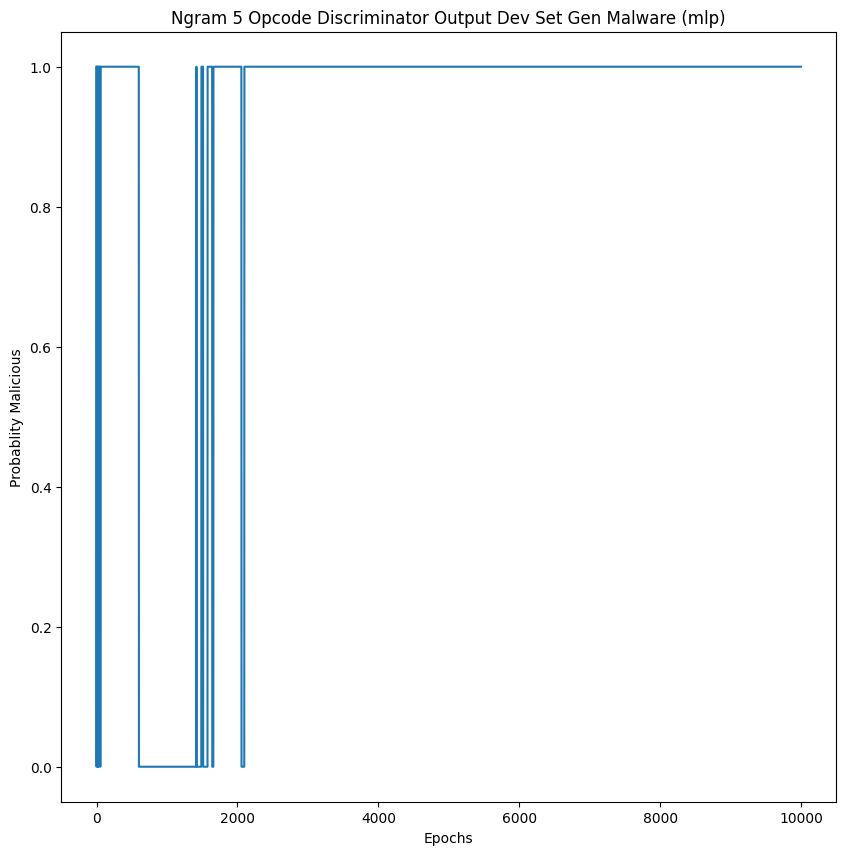 Ngram 5 Opcode Discriminator Output Dev Set Gen Malware (mlp)
1.0
0.8
0.6
0.4
0.2
0.0
Probablity Malicious
0 2000 4000 6000 8000 10000
Epochs